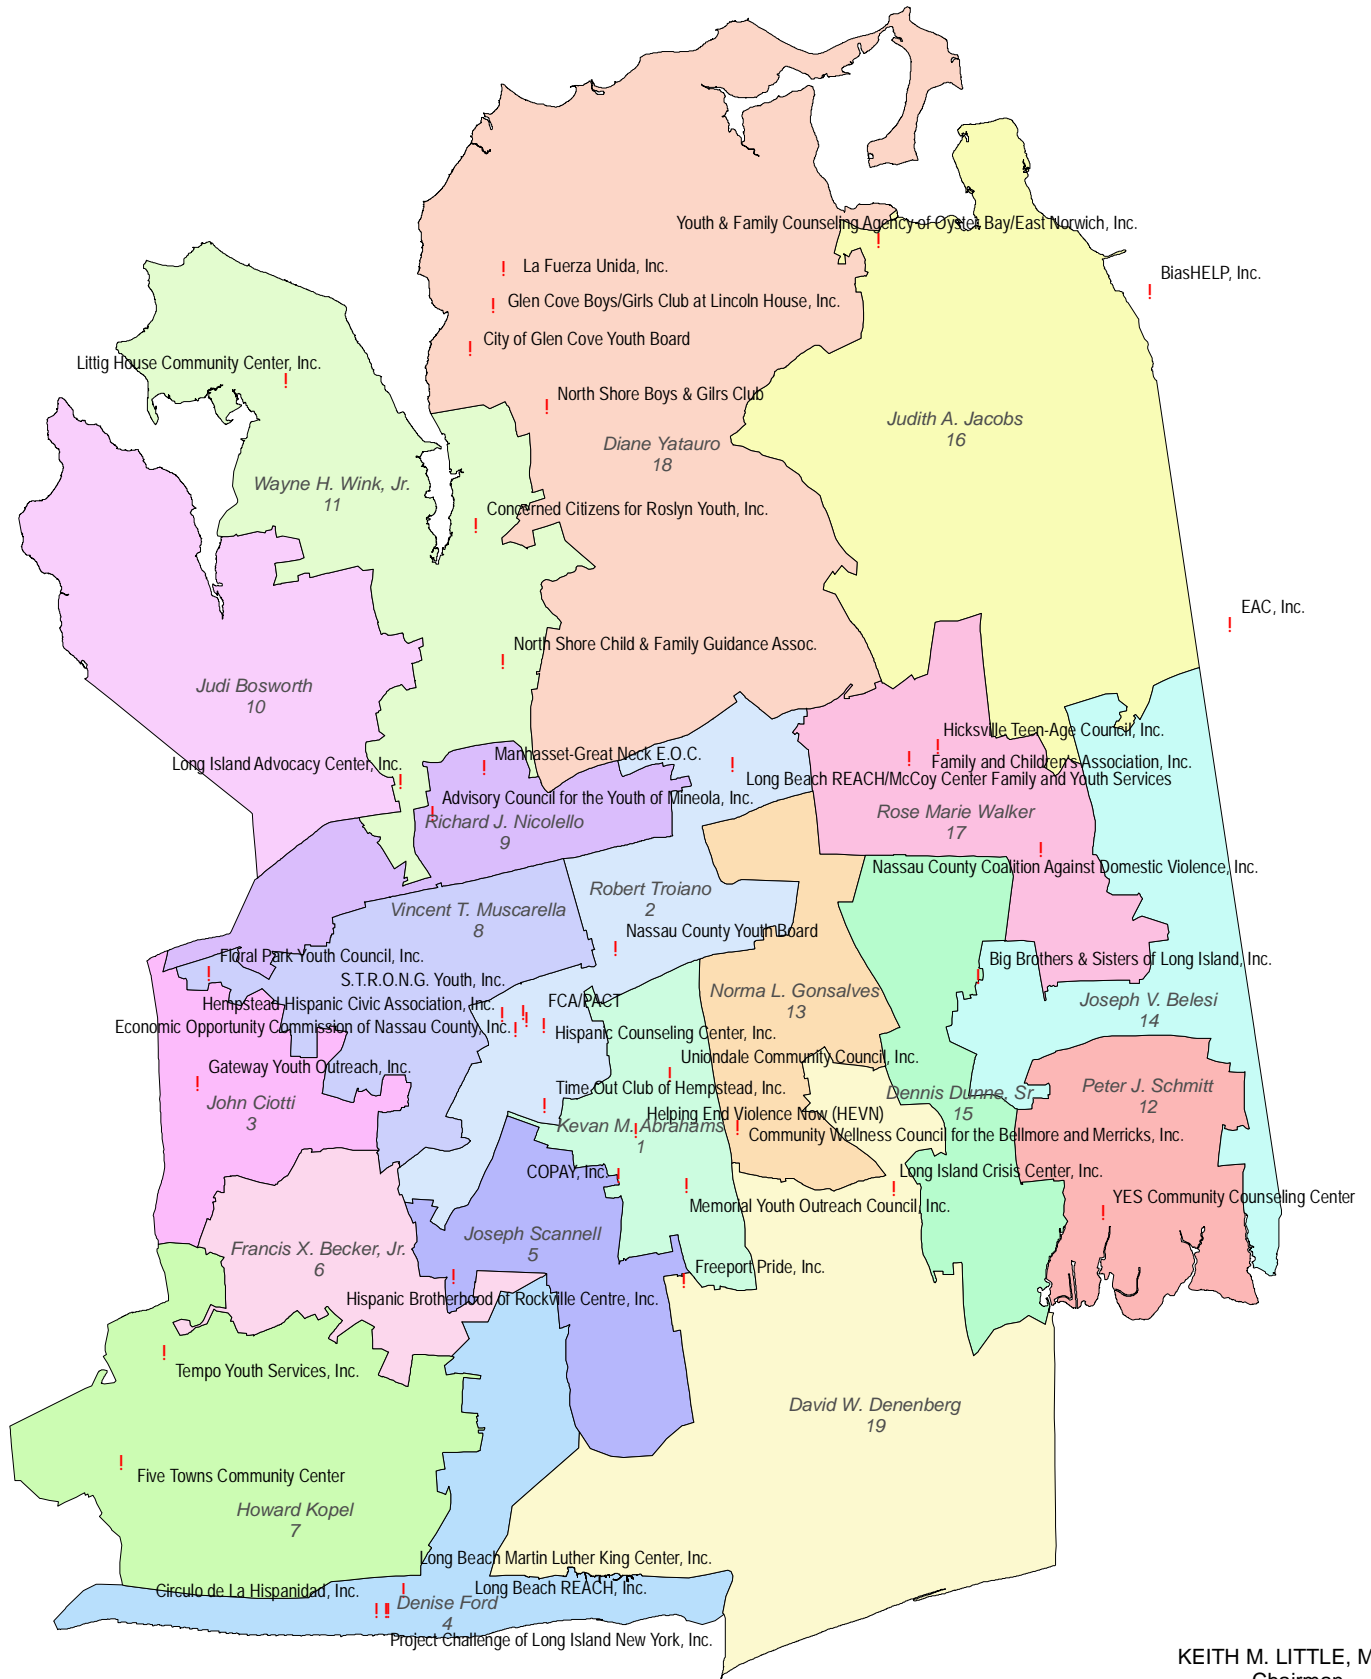 Youth & Family Counseling Agency of Oyster Bay/East Norwich, Inc.
La Fuerza Unida, Inc.
BiasHELP, Inc.
Glen Cove Boys/Girls Club at Lincoln House, Inc.
City of Glen Cove Youth Board
Littig House Community Center, Inc.
North Shore Boys & Gilrs Club
Judith A. Jacobs
16
Diane Yatauro
18
Wayne H. Wink, Jr.
11
Concerned Citizens for Roslyn Youth, Inc.
EAC, Inc.
North Shore Child & Family Guidance Assoc.
Judi Bosworth
10
Hicksville Teen-Age Council, Inc.
Manhasset-Great Neck E.O.C.
Family and Children's Association, Inc.
Long Island Advocacy Center, Inc.
Long Beach REACH/McCoy Center Family and Youth Services
Advisory Council for the Youth of Mineola, Inc.
Rose Marie Walker
17
Richard J. Nicolello
9
Nassau County Coalition Against Domestic Violence, Inc.
Robert Troiano
2
Vincent T. Muscarella
8
Nassau County Youth Board
Floral Park Youth Council, Inc.
Big Brothers & Sisters of Long Island, Inc.
S.T.R.O.N.G. Youth, Inc.
Norma L. Gonsalves
13
Joseph V. Belesi
14
Hempstead Hispanic Civic Association, Inc.
FCA/PACT
Economic Opportunity Commission of Nassau County, Inc.
Hispanic Counseling Center, Inc.
Uniondale Community Council, Inc.
Gateway Youth Outreach, Inc.
Time Out Club of Hempstead, Inc.
Dennis Dunne, Sr.
15
Peter J. Schmitt
12
John Ciotti
3
Helping End Violence Now (HEVN)
Kevan M. Abrahams
1
Community Wellness Council for the Bellmore and Merricks, Inc.
COPAY, Inc.
Long Island Crisis Center, Inc.
YES Community Counseling Center
Memorial Youth Outreach Council, Inc.
Joseph Scannell
5
Francis X. Becker, Jr.
6
Freeport Pride, Inc.
Hispanic Brotherhood of Rockville Centre, Inc.
Tempo Youth Services, Inc.
David W. Denenberg
19
Five Towns Community Center
Howard Kopel
7
Long Beach Martin Luther King Center, Inc.
Circulo de La Hispanidad, Inc.
Long Beach REACH, Inc.
Denise Ford
4
Project Challenge of Long Island New York, Inc.
KEITH M. LITTLE, M
Chairman